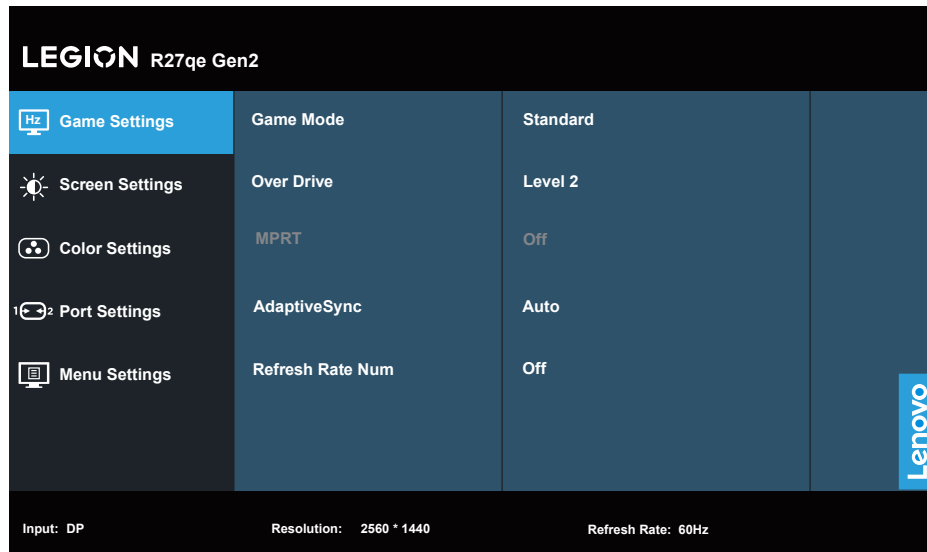 LEGION R27qe Gen2
Hz Game Settings
Game Mode
Standard
Screen Settings
Over Drive
Level 2
MPRT
Off
Color Settings
1 2 Port Settings
AdaptiveSync
Auto
Menu Settings
Refresh Rate Num
Off
Lenovo
Input: DP
Resolution: 2560 * 1440
Refresh Rate: 60Hz